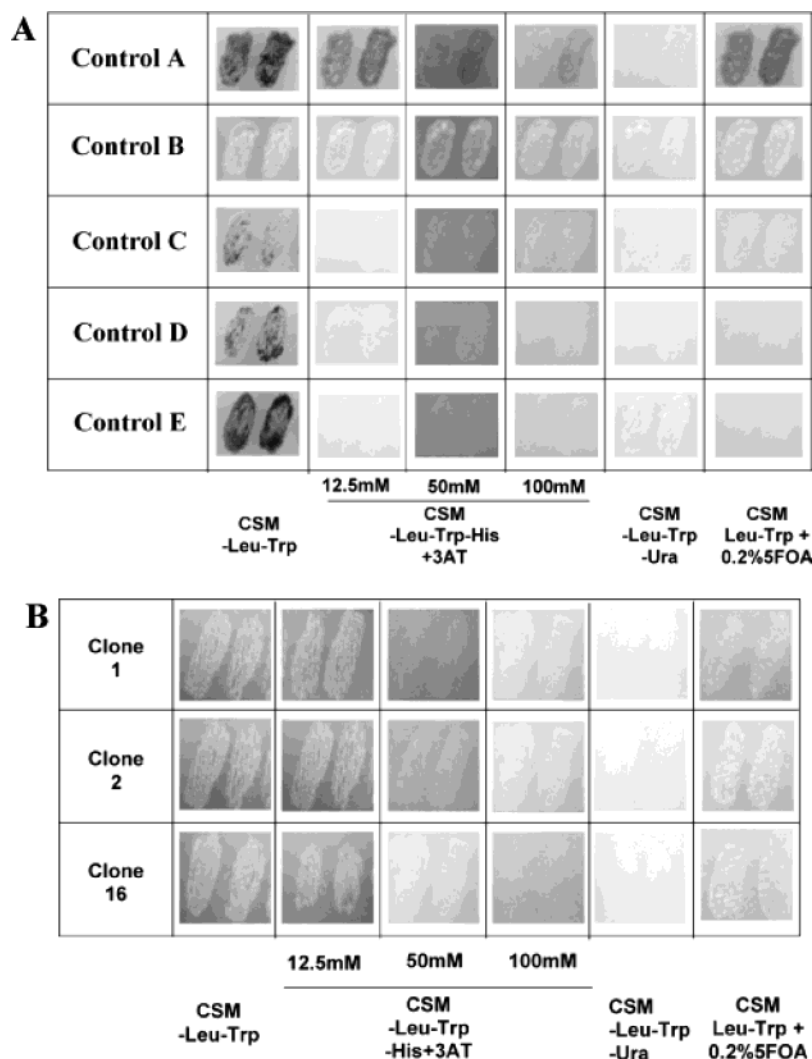 A
Control A
Control B
Control C
Control D
Control E
12.5mM 50mM 100mM
CSM
-Leu-Trp
CSM
-Leu-Trp-His
+3AT
CSM
-Leu-Trp
-Ura
CSM
Leu-Trp +
0.2%5FOA
B
Clone
1
Clone
2
Clone
16
12.5mM 50mM 100mM
CSM
-Leu-Trp
CSM
-Leu-Trp
-His+3AT
CSM
-Leu-Trp
-Ura
CSM
Leu-Trp +
0.2%5FOA